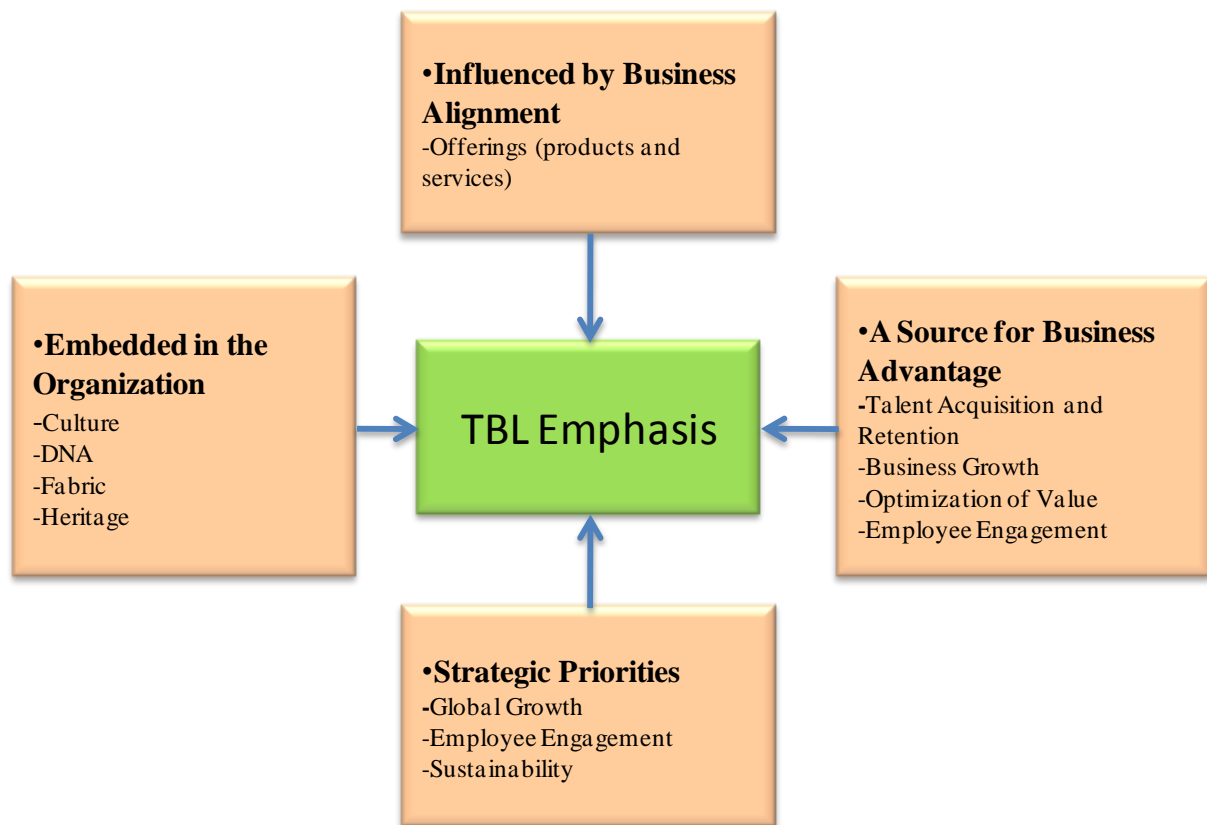 •Influenced by Business
Alignment
-Offerings (products and
services)
•Embedded in the
Organization
-Culture
-DNA
-Fabric
-Heritage
TBL Emphasis
•A Source for Business
Advantage
-Talent Acquisition and
Retention
-Business Growth
-Optimization of Value
-Employee Engagement
•Strategic Priorities
-Global Growth
-Employee Engagement
-Sustainability